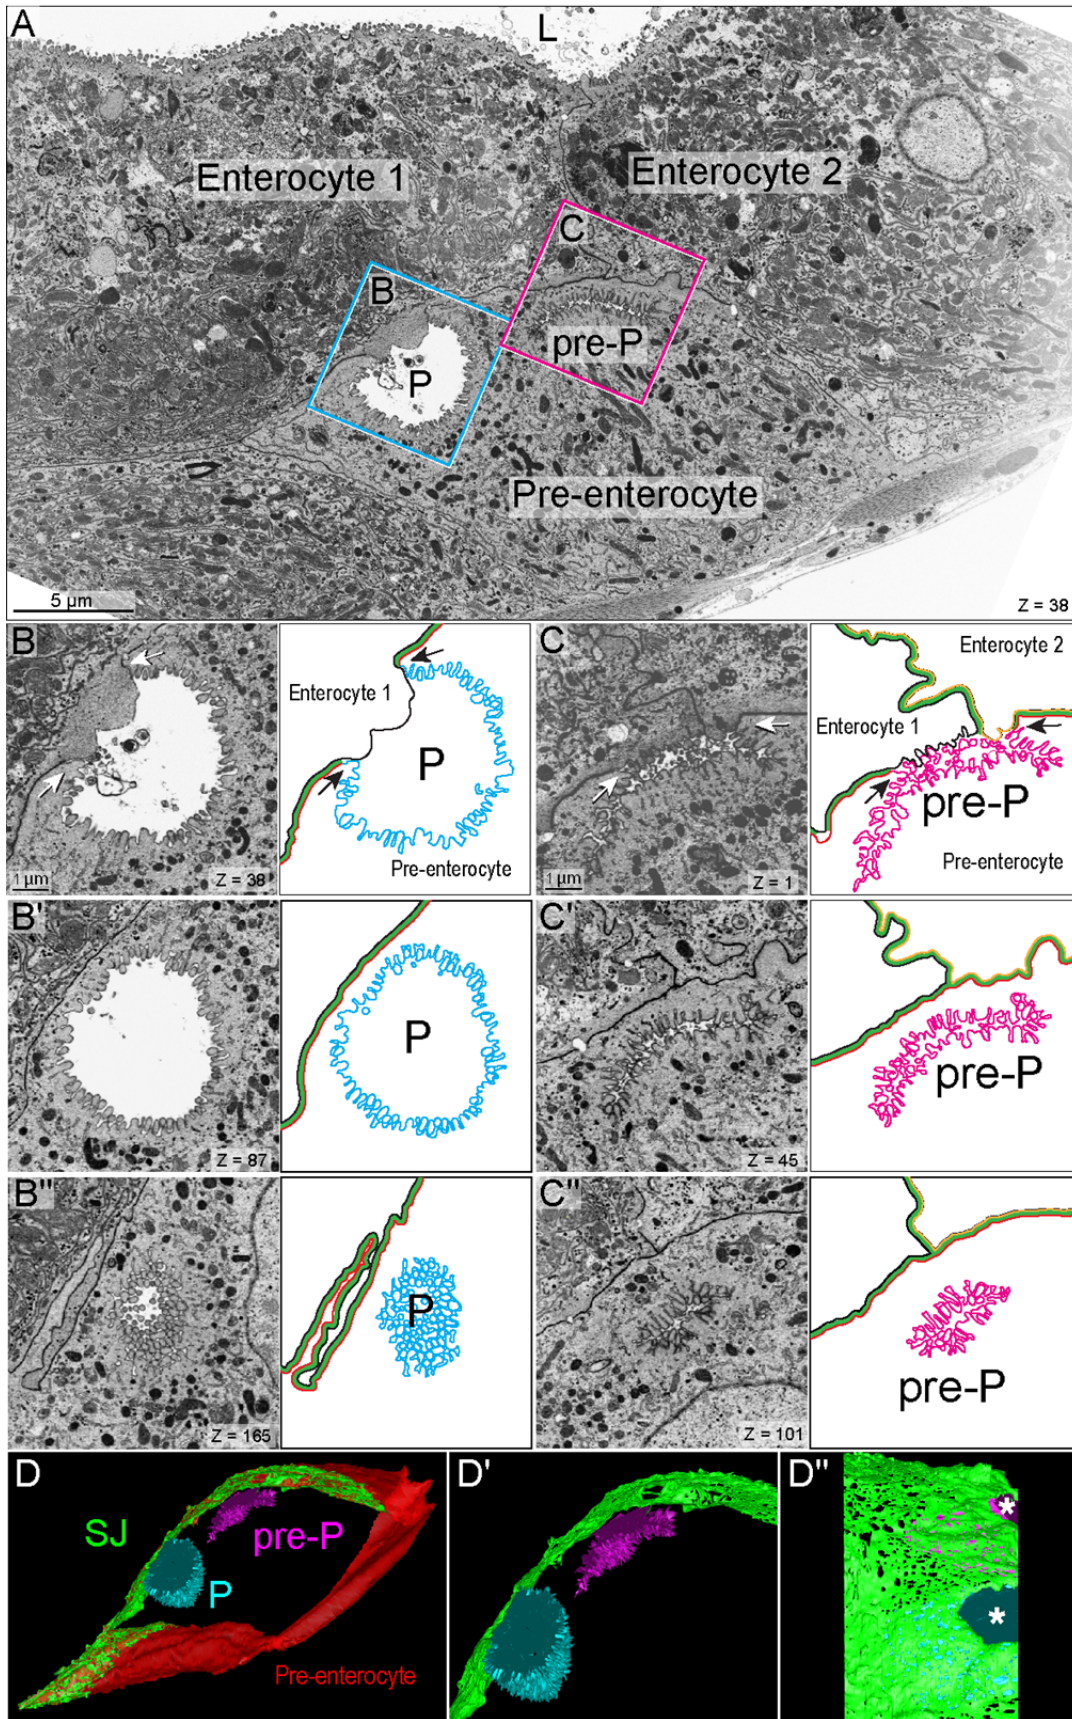 A
L
Enterocyte 1
Enterocyte 2
C
B
pre-P
P
Pre-enterocyte
5 µm
Z = 38
B
Enterocyte 1
P
Pre-enterocyte
1 µm
Z = 38
C
Enterocyte 2
Enterocyte 1
pre-P
Pre-enterocyte
1 µm
Z = 1
B'
P
Z = 87
C'
pre-P
Z = 45
B''
P
Z = 165
C''
pre-P
Z = 101
D
SJ
pre-P
P
Pre-enterocyte
D'
D''
*
*